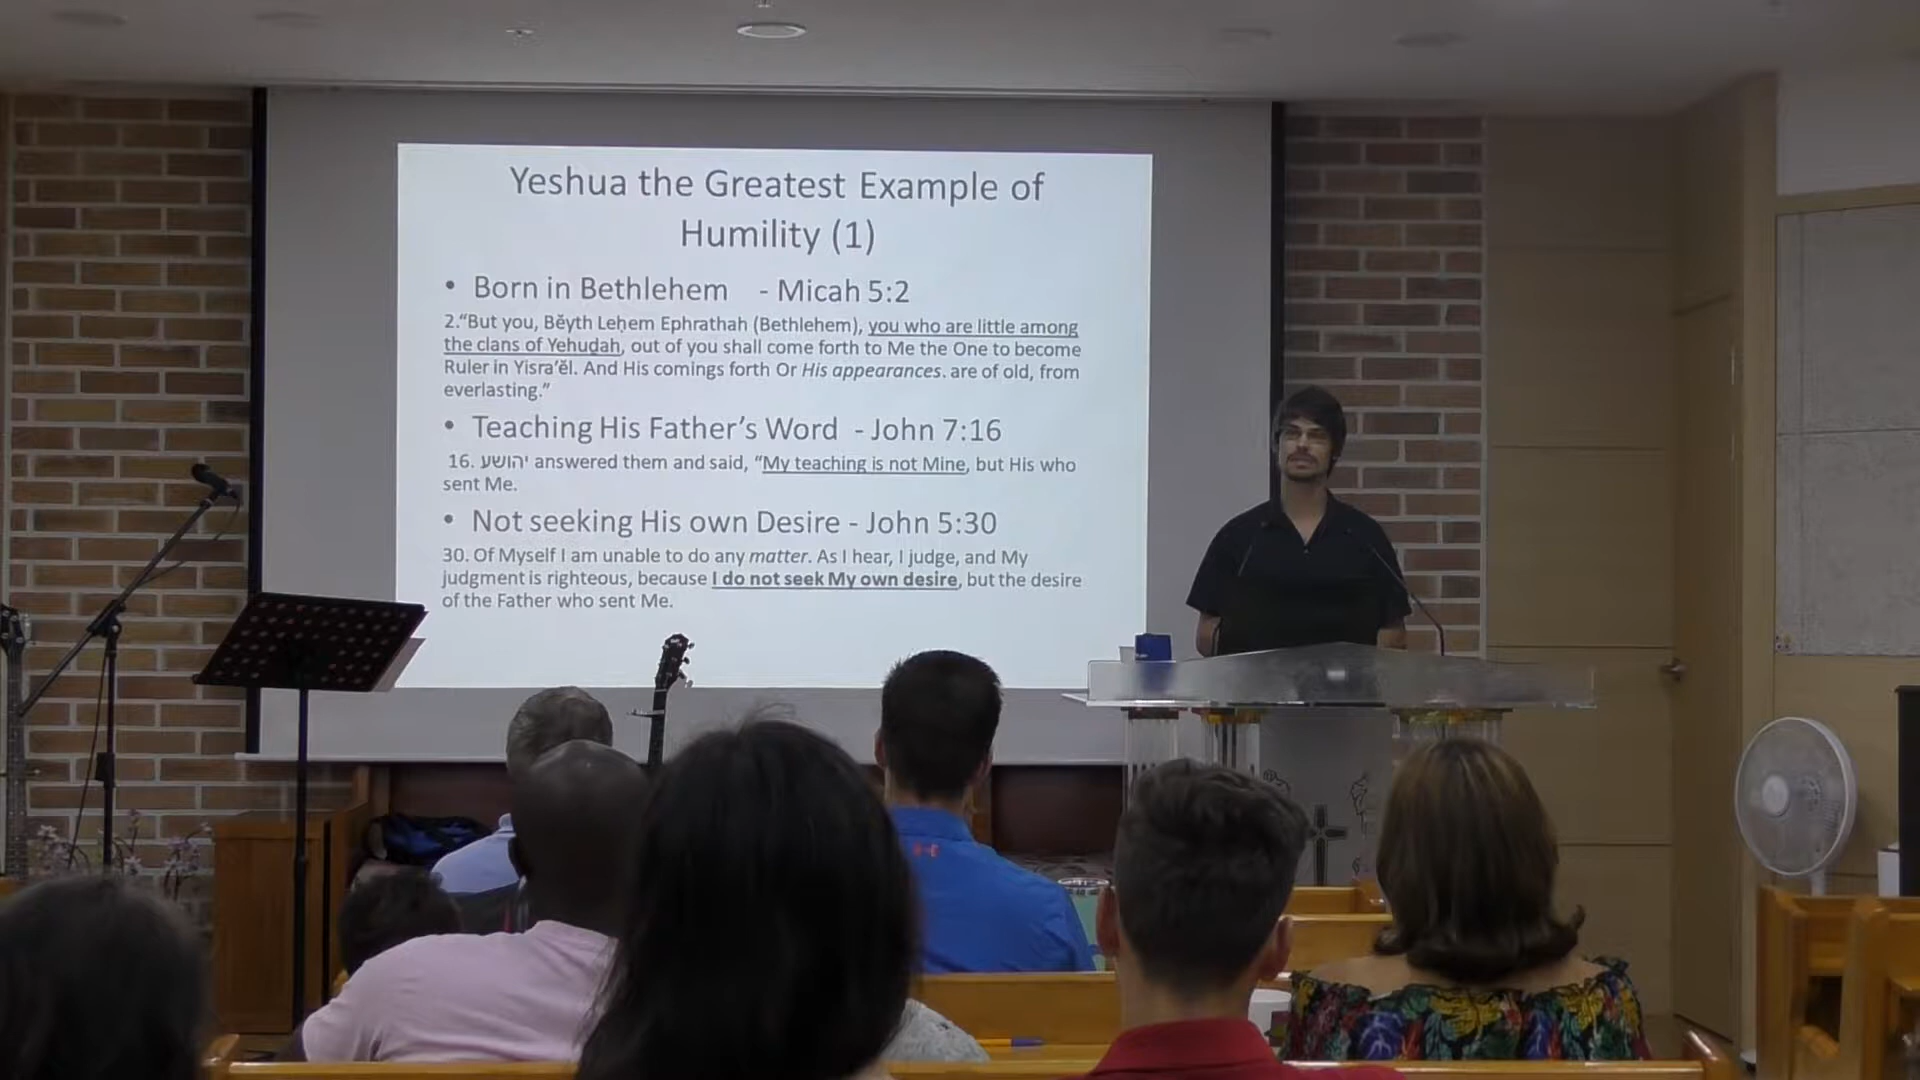 Yeshua the Greatest Example of
Humility (1)
• Born in Bethlehem - Micah 5:2
2.“But you, Bĕyth Leḥem Ephrathah (Bethlehem), you who are little among
the clans of Yehuḏah, out of you shall come forth to Me the One to become
Ruler in Yisra’ĕl. And His comings forth Or His appearances. are of old, from
everlasting.”
• Teaching His Father’s Word - John 7:16
16. יהושע answered them and said, “My teaching is not Mine, but His who
sent Me.
• Not seeking His own Desire - John 5:30
30. Of Myself I am unable to do any matter. As I hear, I judge, and My
judgment is righteous, because I do not seek My own desire, but the desire
of the Father who sent Me.